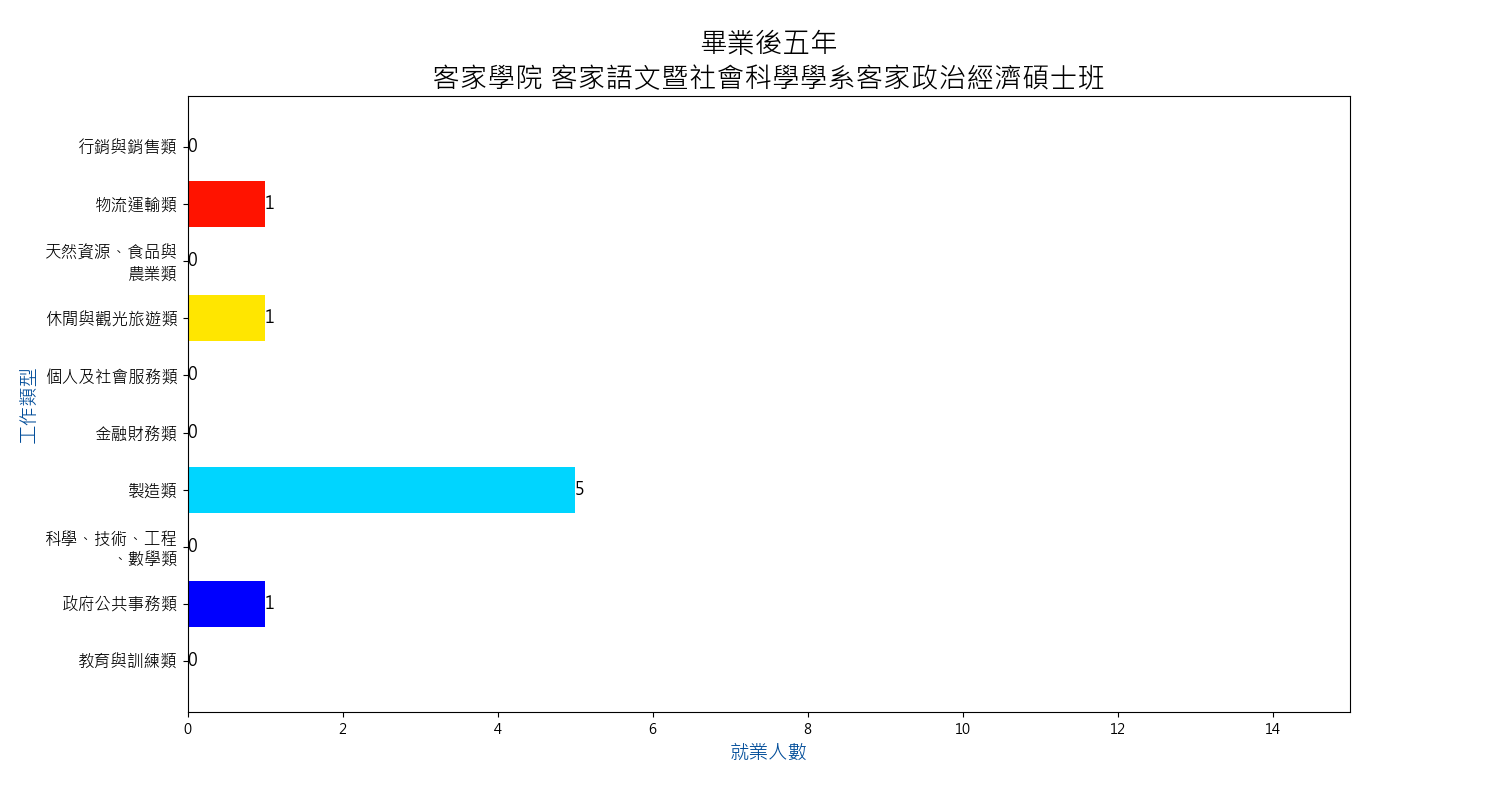 畢業後五年
客家學院 客家語文暨社會科學學系客家政治經濟碩士班
行銷與銷售類
0
物流運輸類
1
天然資源、食品與
農業類
0
休閒與觀光旅遊類
1
個人及社會服務類
0
金融財務類
0
製造類
5
科學、技術、工程
、數學類
0
政府公共事務類
1
教育與訓練類
0
工作類型
0 2 4 6 8 10 12 14
就業人數